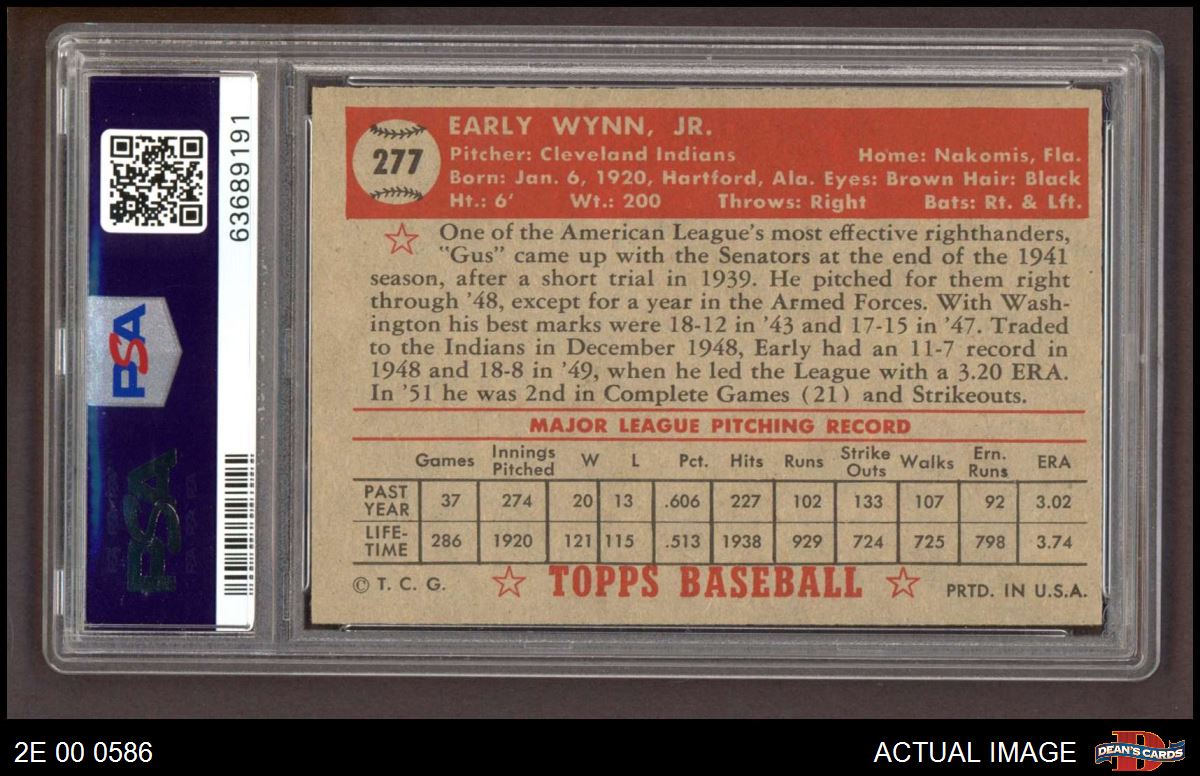 PSA
PSA
63689191
277
EARLY WYNN, JR.
Pitcher: Cleveland Indians Home: Nakomis, Fla.
Born: Jan. 6, 1920, Hartford, Ala. Eyes: Brown Hair: Black
Ht.: 6' Wt.: 200 Throws: Right Bats: Rt. & Lft.
One of the American League's most effective righthanders,
"Gus" came up with the Senators at the end of the 1941
season, after a short trial in 1939. He pitched for them right
through '48, except for a year in the Armed Forces. With Wash-
ington his best marks were 18-12 in '43 and 17-15 in '47. Traded
to the Indians in December 1948, Early had an 11-7 record in
1948 and 18-8 in '49, when he led the League with a 3.20 ERA.
In '51 he was 2nd in Complete Games (21) and Strikeouts.
MAJOR LEAGUE PITCHING RECORD
Games Innings Pitched W L Pct. Hits Runs Strike Outs Walks Ern. Runs ERA
PAST YEAR 37 274 20 13 .606 227 102 133 107 92 3.02
LIFE-TIME 286 1920 121 115 .513 1938 929 724 725 798 3.74
© T. C. G. TOPPS BASEBALL PRTD. IN U.S.A.
2E 00 0586 ACTUAL IMAGE DEAN'S CARDS